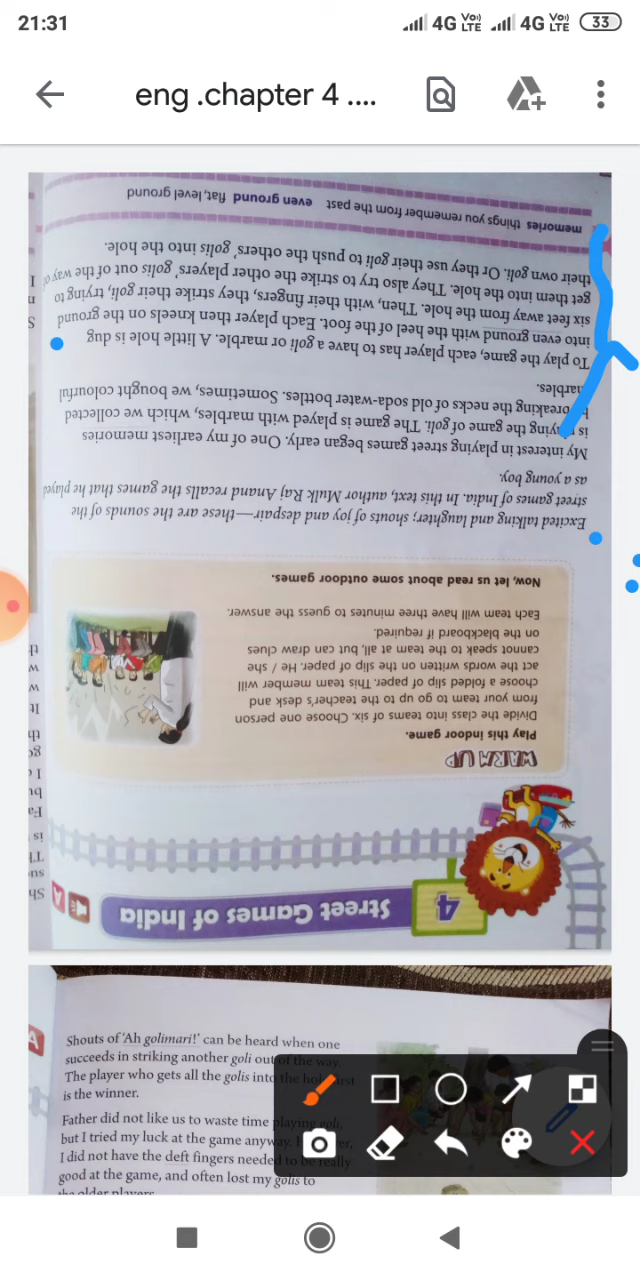 21:31
4G Vo) LTE 4G Vo) LTE 33
eng .chapter 4 ....
4
Street Games of India
A
WARM UP
Play this indoor game.
Divide the class into teams of six. Choose one person
from your team to go up to the teacher's desk and
choose a folded slip of paper. This team member will
act the words written on the slip of paper. He / she
cannot speak to the team at all, but can draw clues
on the blackboard if required.
Each team will have three minutes to guess the answer.
Now, let us read about some outdoor games.
Excited talking and laughter; shouts of joy and despair—these are the sounds of the
street games of India. In this text, author Mulk Raj Anand recalls the games that he played
as a young boy.
My interest in playing street games began early. One of my earliest memories
is playing the game of goli. The game is played with marbles, which we collected
breaking the necks of old soda-water bottles. Sometimes, we bought colourful
marbles.
To play the game, each player has to have a goli or marble. A little hole is dug
into even ground with the heel of the foot. Each player then kneels on the ground
six feet away from the hole. Then, with their fingers, they strike their goli, trying to
get them into the hole. They also try to strike the other players' golis out of the way of
their own goli. Or they use their goli to push the others' golis into the hole.
memories things you remember from the past even ground flat, level ground
Sh
su
T
is
Fa
bu
I
go
th
It
w
w
th
S
n
I
A
Shouts of 'Ah golimari!' can be heard when one
succeeds in striking another goli out of the way.
The player who gets all the golis into the hole first
is the winner.
Father did not like us to waste time playing goli,
but I tried my luck at the game anyway.
I did not have the deft fingers needed to be really
good at the game, and often lost my golis to
the older players